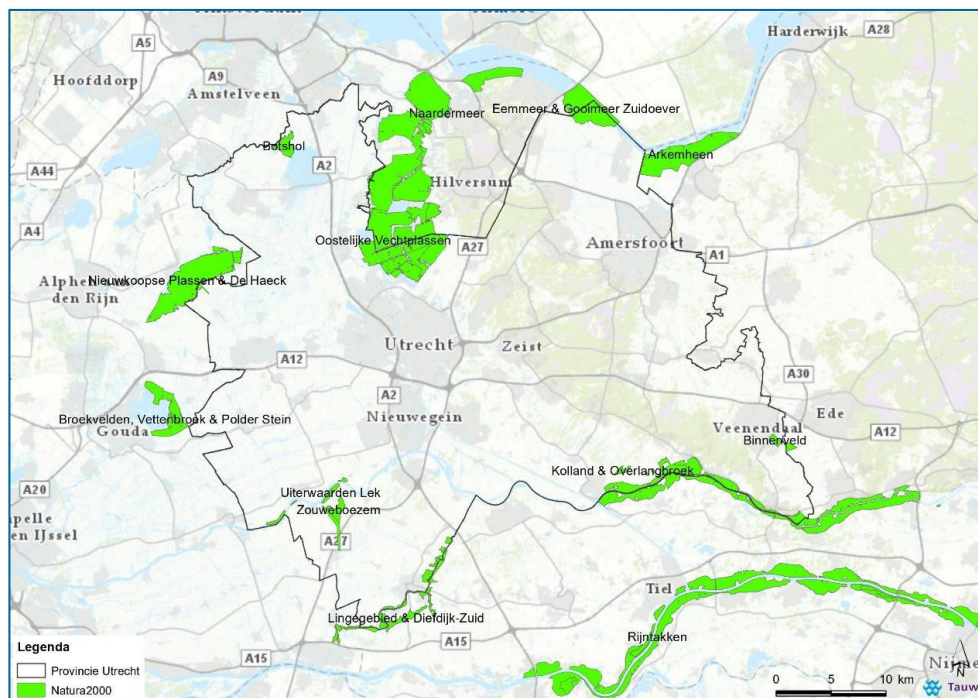 Harderwijk
A28
A5
Hoofddorp
A9
Amstelveen
Naardermeer
Eemmeer & Gooimeer Zuidoever
Botshol
A2
Arkemheen
A44
Hilversum
A4
Oostelijke Vechtplassen
A27
Amersfoort
A1
Nieuwkoopse Plassen & De Haeck
den Rijn
Utrecht
Zeist
A12
A30
A2
Nieuwegein
Broekvelden, Vettenbroek & Polder Stein
Gouda
Ede
Veenendaal
A12
Binnenveld
Kolland & Overlangbroek
A20
Uiterwaarden Lek
Zouweboezem
A27
Tiel
Lingegebied & Diefdijk-Zuid
A15
A15
Rijntakken
Legenda
Provincie Utrecht
Natura2000
0 5 10 km
N
Tauw